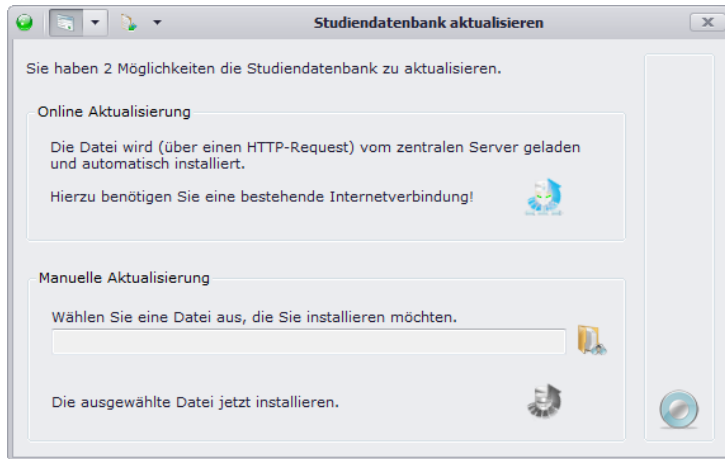 Studiendatenbank aktualisieren
Sie haben 2 Möglichkeiten die Studiendatenbank zu aktualisieren.
Online Aktualisierung
Die Datei wird (über einen HTTP-Request) vom zentralen Server geladen
und automatisch installiert.
Hierzu benötigen Sie eine bestehende Internetverbindung!
Manuelle Aktualisierung
Wählen Sie eine Datei aus, die Sie installieren möchten.
Die ausgewählte Datei jetzt installieren.